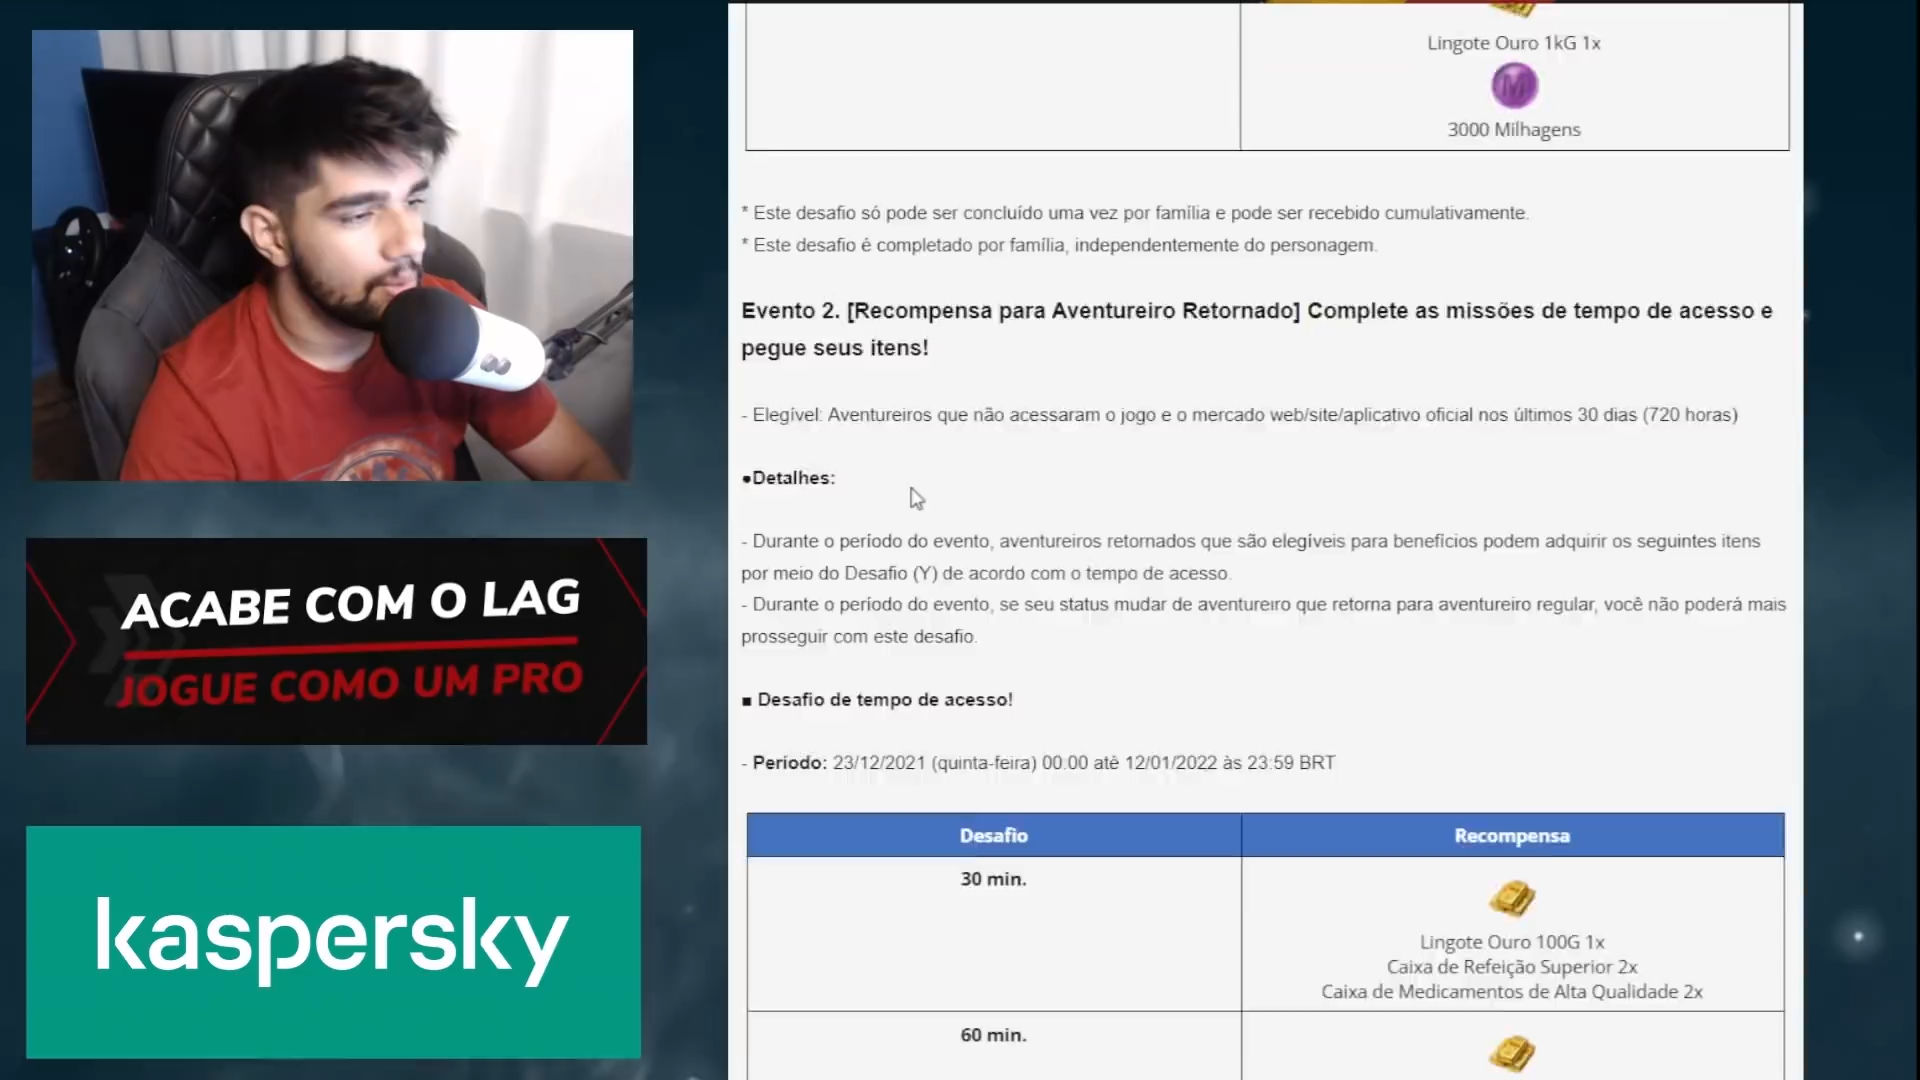 Lingote Ouro 1kG 1x
M
3000 Milhagens
* Este desafio só pode ser concluído uma vez por família e pode ser recebido cumulativamente.
* Este desafio é completado por família, independentemente do personagem.
Evento 2. [Recompensa para Aventureiro Retornado] Complete as missões de tempo de acesso e
pegue seus itens!
- Elegível: Aventureiros que não acessaram o jogo e o mercado web/site/aplicativo oficial nos últimos 30 dias (720 horas)
●Detalhes:
- Durante o período do evento, aventureiros retornados que são elegíveis para benefícios podem adquirir os seguintes itens
por meio do Desafio (Y) de acordo com o tempo de acesso.
- Durante o período do evento, se seu status mudar de aventureiro que retorna para aventureiro regular, você não poderá mais
prosseguir com este desafio.
■ Desafio de tempo de acesso!
- Período: 23/12/2021 (quinta-feira) 00:00 até 12/01/2022 às 23:59 BRT
Desafio Recompensa
30 min.
Lingote Ouro 100G 1x
Caixa de Refeição Superior 2x
Caixa de Medicamentos de Alta Qualidade 2x
60 min.
ACABE COM O LAG
JOGUE COMO UM PRO
kaspersky